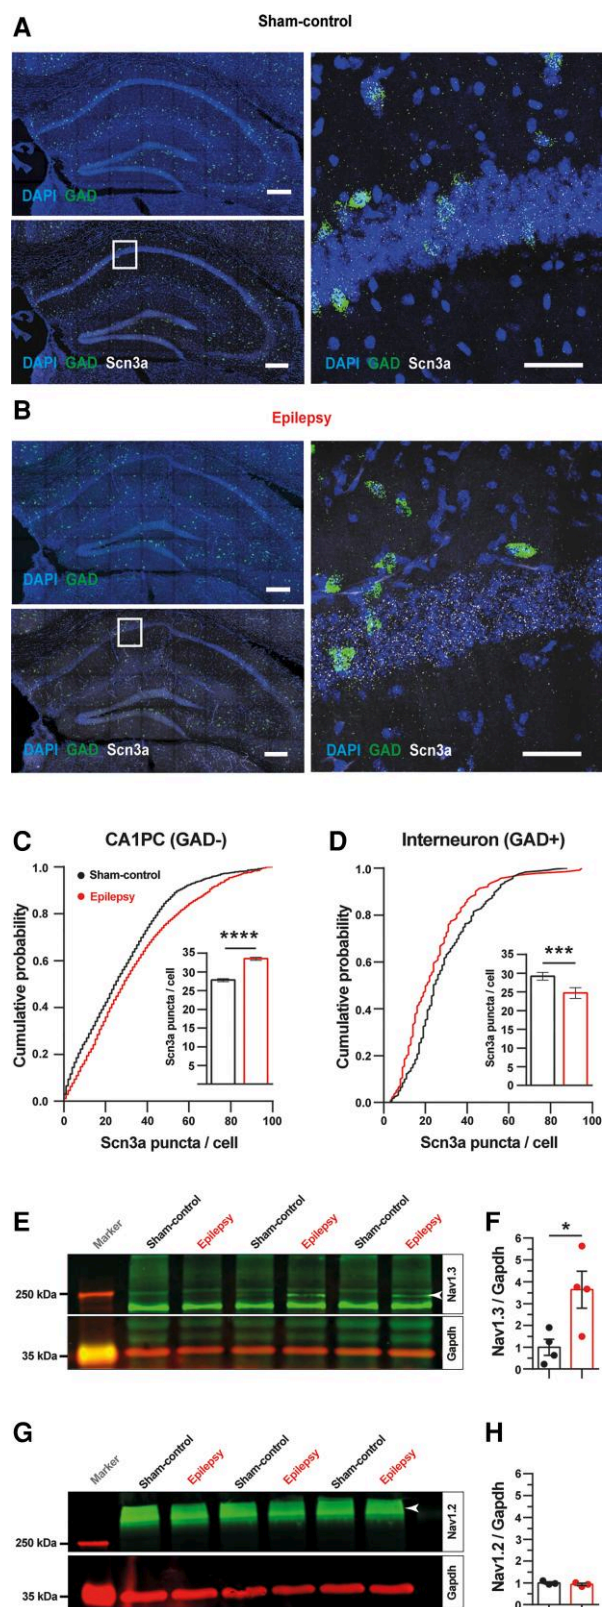 A
Sham-control
DAPI GAD
DAPI GAD Scn3a
DAPI GAD Scn3a
B
Epilepsy
DAPI GAD
DAPI GAD Scn3a
DAPI GAD Scn3a
C
CA1PC (GAD-)
Sham-control
Epilepsy
Cumulative probability
1.0
0.8
0.6
0.4
0.2
0.0
0
20
40
60
80
100
Scn3a puncta / cell
****
Scn3a puncta / cell
35
30
25
20
15
10
5
D
Interneuron (GAD+)
Cumulative probability
1.0
0.8
0.6
0.4
0.2
0.0
0
20
40
60
80
100
Scn3a puncta / cell
***
Scn3a puncta / cell
35
30
25
20
15
10
5
0
E
Marker
Sham-control
Epilepsy
Sham-control
Epilepsy
Sham-control
Epilepsy
250 kDa
35 kDa
Nav1.3
Gapdh
F
*
Nav1.3 / Gapdh
6
5
4
3
2
1
0
G
Marker
Sham-control
Epilepsy
Sham-control
Epilepsy
Sham-control
Epilepsy
250 kDa
35 kDa
Nav1.2
Gapdh
H
Nav1.2 / Gapdh
6
5
4
3
2
1
0